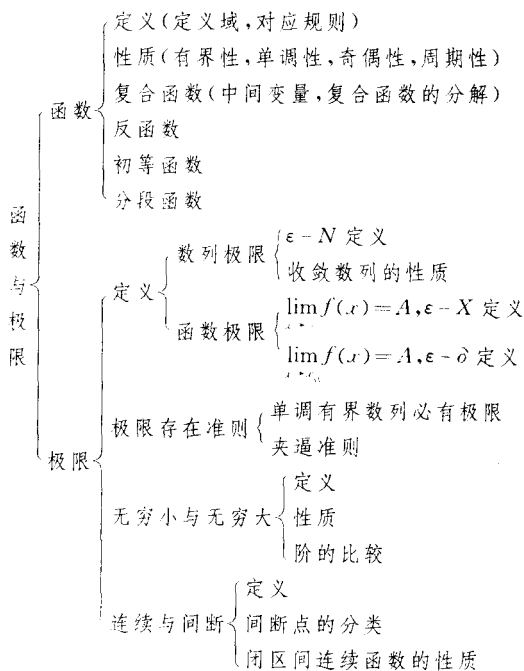 定义(定义域,对应规则)
性质(有界性,单调性,奇偶性,周期性)
函数
复合函数(中间变量,复合函数的分解)
反函数
初等函数
分段函数
函数与极限
极限
定义
数列极限
ε-N 定义
收敛数列的性质
函数极限
lim f(x)=A,ε-X 定义
lim f(x)=A,ε-δ 定义
极限存在准则
单调有界数列必有极限
夹逼准则
无穷小与无穷大
定义
性质
阶的比较
连续与间断
定义
间断点的分类
闭区间连续函数的性质